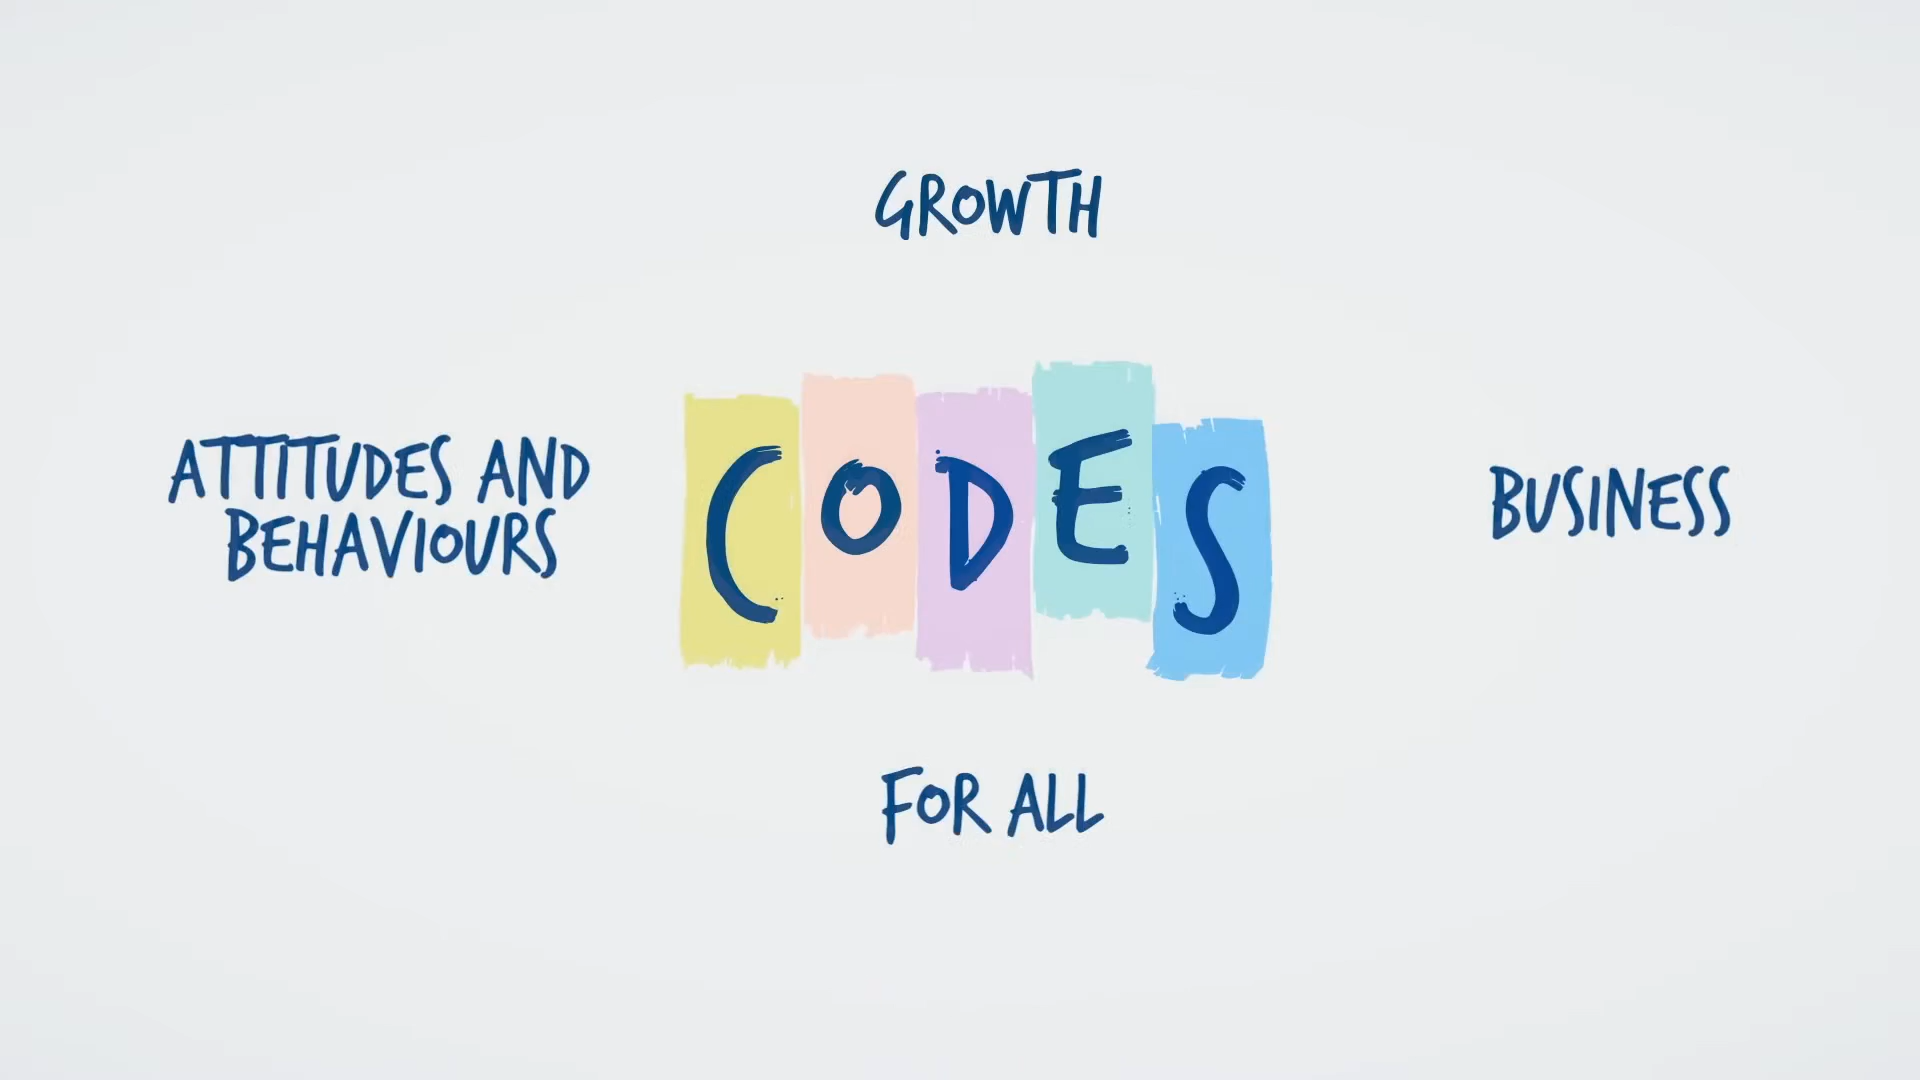 GROWTH
ATTITUDES AND
BEHAVIOURS
CODES
BUSINESS
FOR ALL